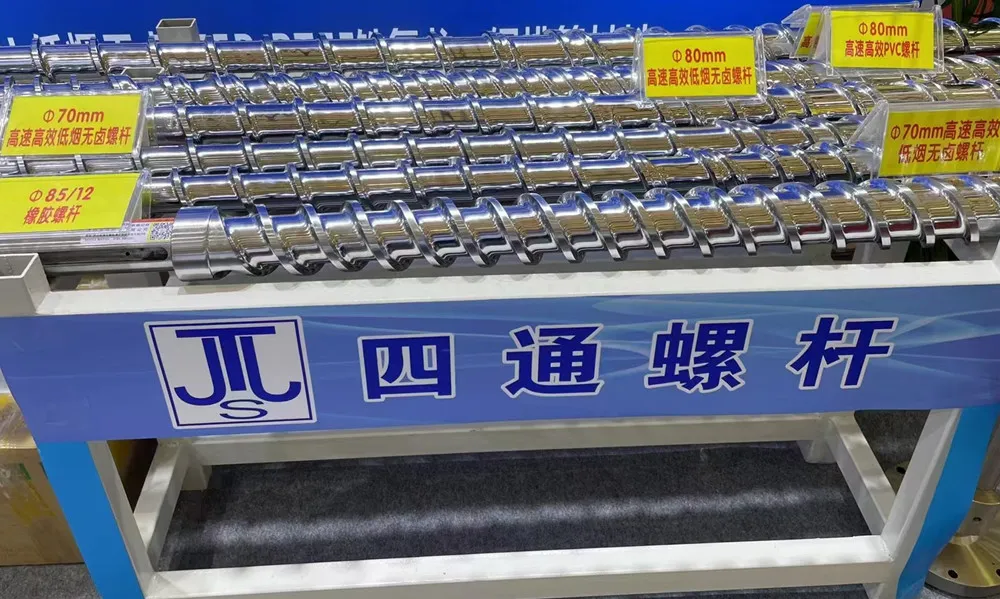 Φ80mm
高速高效PVC螺杆
Φ80mm
高速高效低烟无卤螺杆
Φ70mm
高速高效低烟无卤螺杆
Φ70mm高速高效
低烟无卤螺杆
Φ85/12
橡胶螺杆
四通螺杆
S